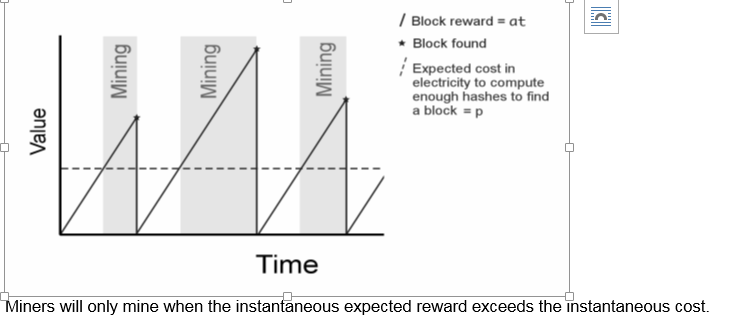 Mining
Mining
Mining
Value
Time
/ Block reward = at
★ Block found
/ Expected cost in
electricity to compute
enough hashes to find
a block = p
Miners will only mine when the instantaneous expected reward exceeds the instantaneous cost.